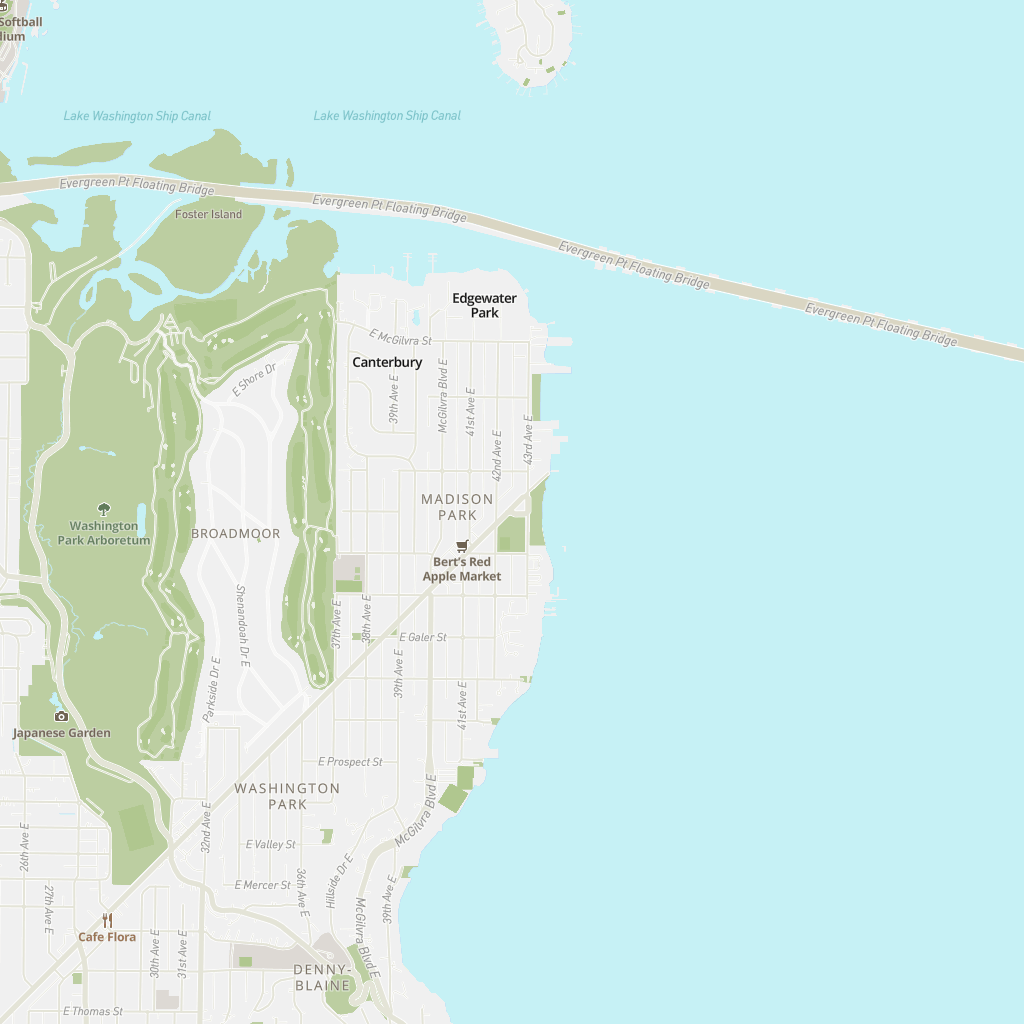 Softball
Lake Washington Ship Canal
Lake Washington Ship Canal
Evergreen Pt Floating Bridge
Evergreen Pt Floating Bridge
Evergreen Pt Floating Bridge
Evergreen Pt Floating Bridge
Foster Island
Edgewater
Park
E McGilvra St
Canterbury
E Shore Dr
39th Ave E
McGilvra Blvd E
41st Ave E
42nd Ave E
43rd Ave E
MADISON
PARK
Washington
Park Arboretum
BROADMOOR
Bert's Red
Apple Market
Shenandoah Dr E
37th Ave E
38th Ave E
E Galer St
Parkside Dr E
39th Ave E
41st Ave E
Japanese Garden
E Prospect St
WASHINGTON
PARK
McGilvra Blvd E
32nd Ave E
26th Ave E
E Valley St
Hillside Dr E
27th Ave E
E Mercer St
36th Ave E
39th Ave E
McGilvra Blvd E
Cafe Flora
30th Ave E
31st Ave E
DENNY-
BLAINE
E Thomas St